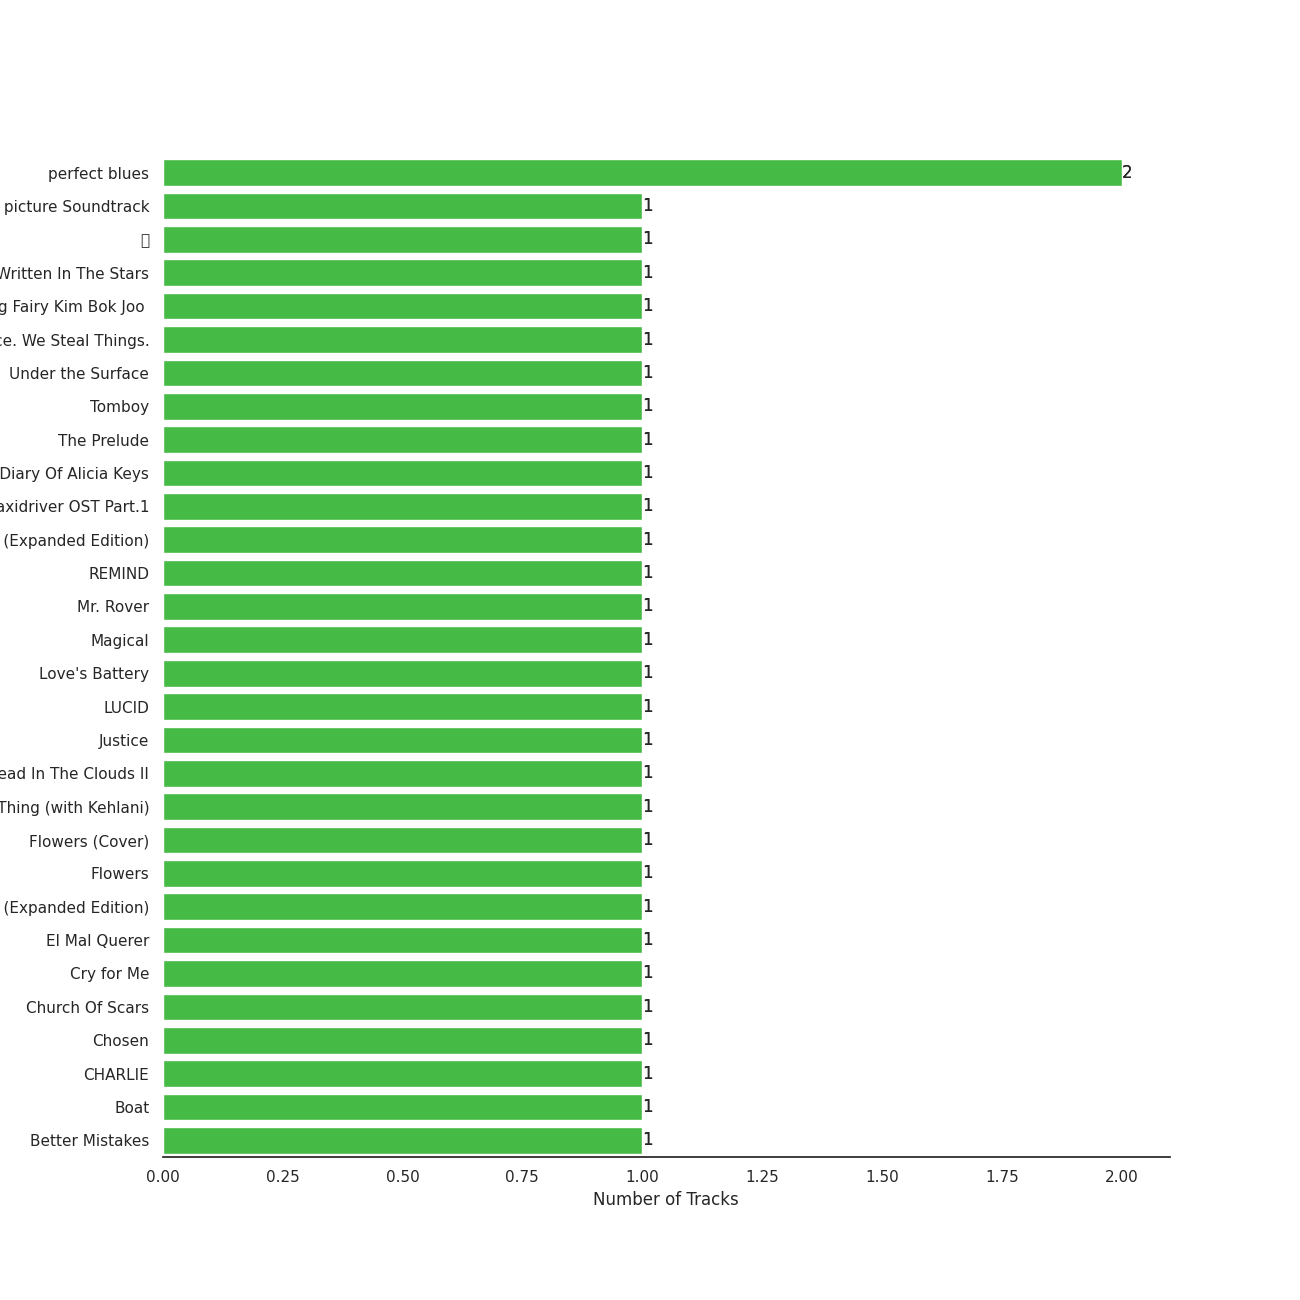 perfect blues 2
picture Soundtrack 1
1
Written In The Stars 1
g Fairy Kim Bok Joo 1
ce. We Steal Things. 1
Under the Surface 1
Tomboy 1
The Prelude 1
Diary Of Alicia Keys 1
axidriver OST Part.1 1
(Expanded Edition) 1
REMIND 1
Mr. Rover 1
Magical 1
Love's Battery 1
LUCID 1
Justice 1
ead In The Clouds II 1
Thing (with Kehlani) 1
Flowers (Cover) 1
Flowers 1
(Expanded Edition) 1
El Mal Querer 1
Cry for Me 1
Church Of Scars 1
Chosen 1
CHARLIE 1
Boat 1
Better Mistakes 1
0.00 0.25 0.50 0.75 1.00 1.25 1.50 1.75 2.00
Number of Tracks